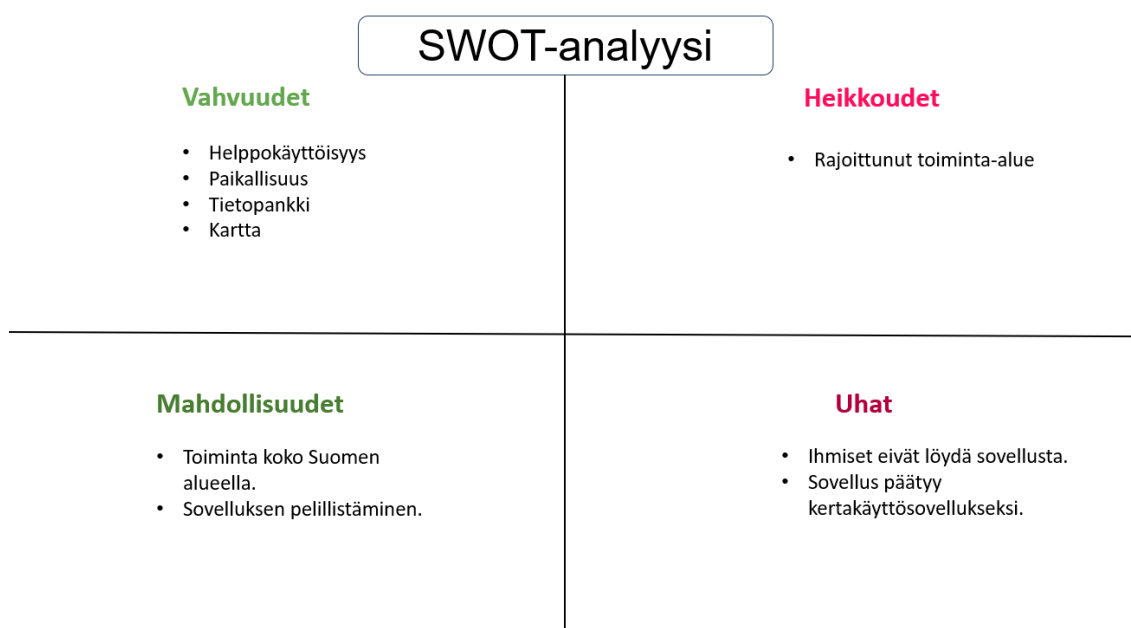 SWOT-analyysi
Vahvuudet
• Helppokäyttöisyys
• Paikallisuus
• Tietopankki
• Kartta
Heikkoudet
• Rajoittunut toiminta-alue
Mahdollisuudet
• Toiminta koko Suomen
alueella.
• Sovelluksen pelillistäminen.
Uhat
• Ihmiset eivät löydä sovellusta.
• Sovellus päätyy
kertakäyttösovellukseksi.